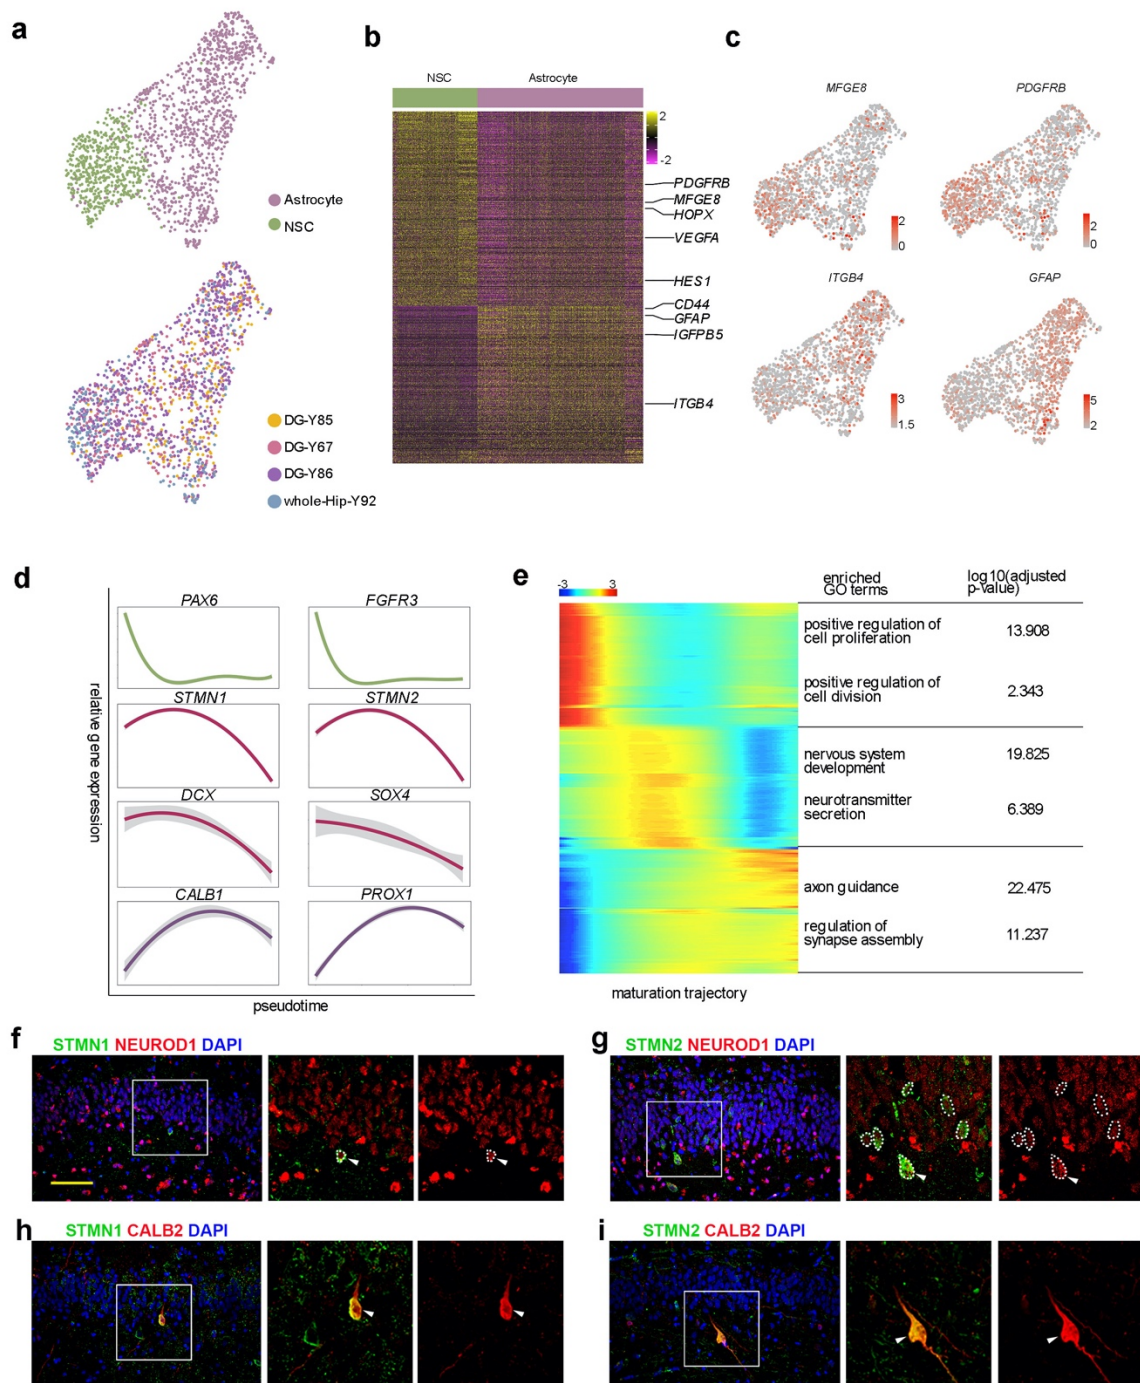 a
Astrocyte
NSC
DG-Y85
DG-Y67
DG-Y86
whole-Hip-Y92
b
NSC
Astrocyte
2
-2
PDGFRB
MFGE8
HOPX
VEGFA
HES1
CD44
GFAP
IGFPB5
ITGB4
c
MFGE8
PDGFRB
2
0
2
0
ITGB4
GFAP
3
1.5
5
2
d
relative gene expression
PAX6
FGFR3
STMN1
STMN2
DCX
SOX4
CALB1
PROX1
pseudotime
e
-3
3
enriched
GO terms
log10(adjusted
p-value)
positive regulation of
cell proliferation
13.908
positive regulation of
cell division
2.343
nervous system
development
19.825
neurotransmitter
secretion
6.389
axon guidance
22.475
regulation of
synapse assembly
11.237
maturation trajectory
f
STMN1 NEUROD1 DAPI
g
STMN2 NEUROD1 DAPI
h
STMN1 CALB2 DAPI
i
STMN2 CALB2 DAPI